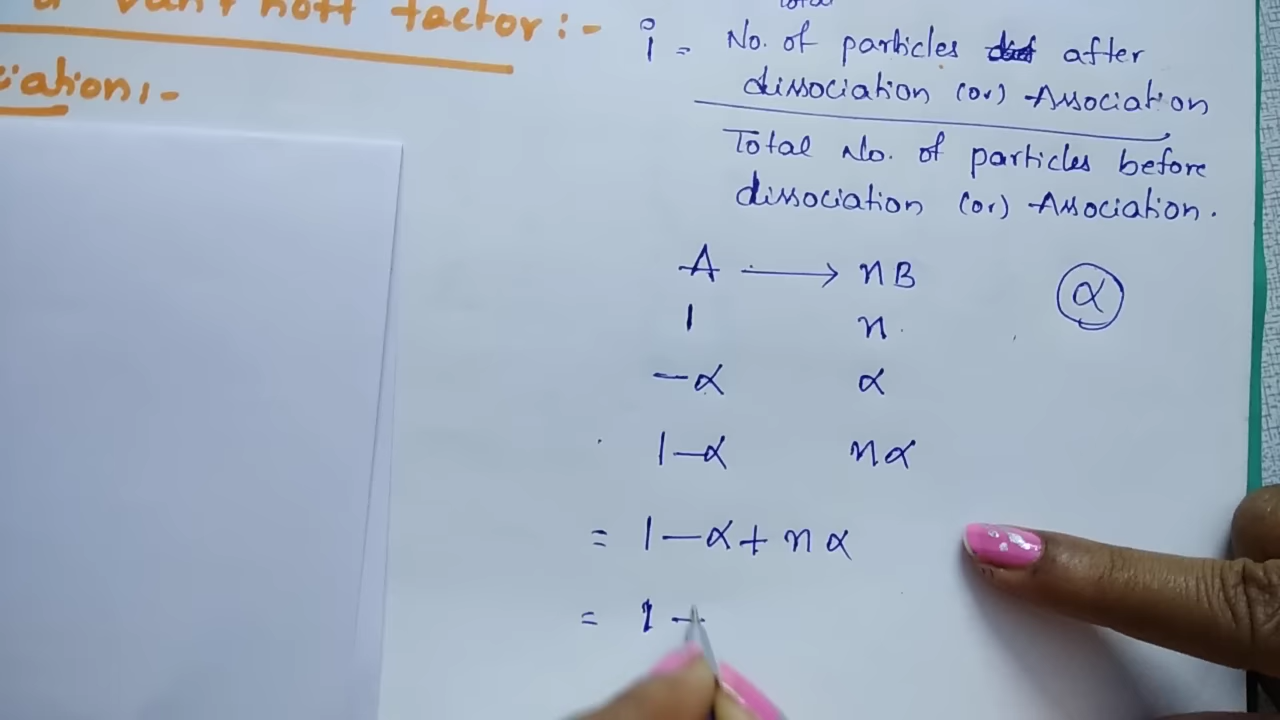 van't Hoff factor:-
ciation:-
total
i = No. of particles after
dissociation (or) Association
Total No. of particles before
dissociation (or) Association.
A → nB
α
1 n
-α α
1-α nα
= 1-α+nα
= 1-